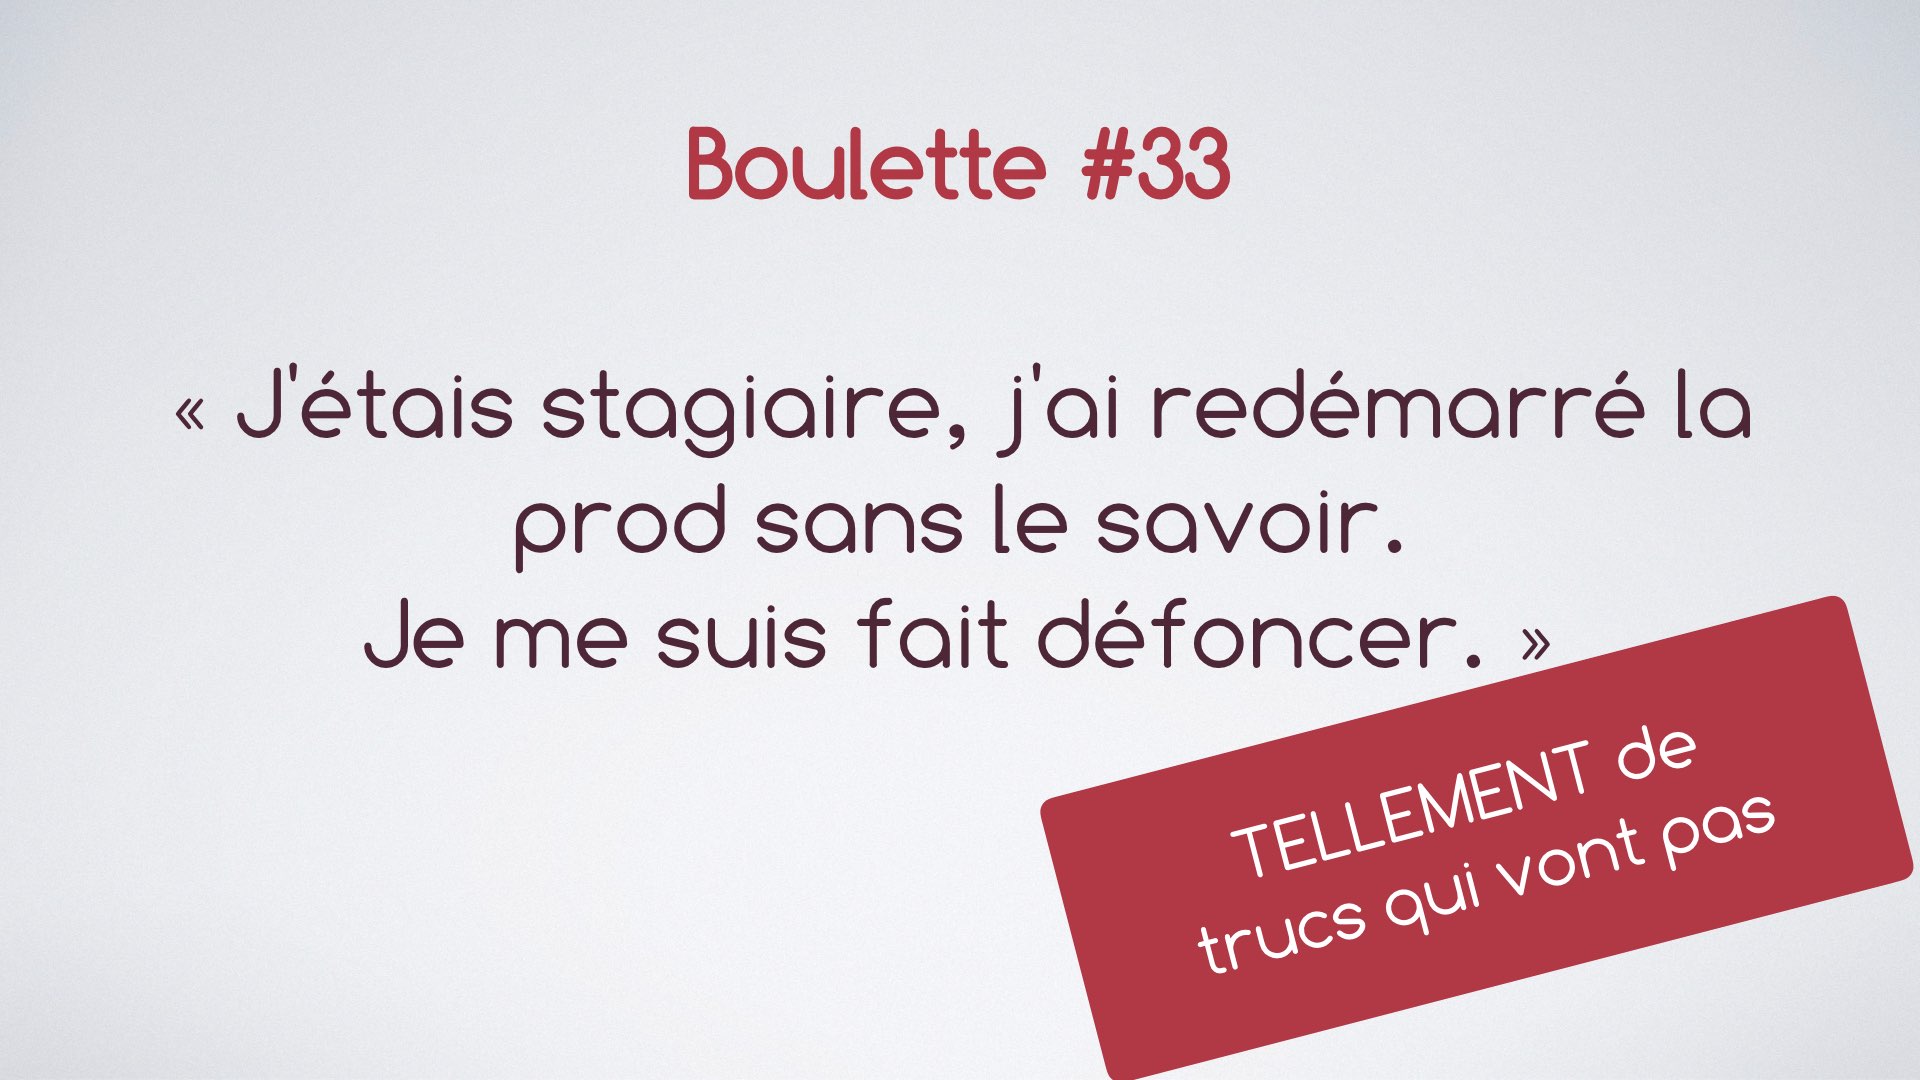 Boulette #33
« J'étais stagiaire, j'ai redémarré la
prod sans le savoir.
Je me suis fait défoncer. »
TELLEMENT de
trucs qui vont pas